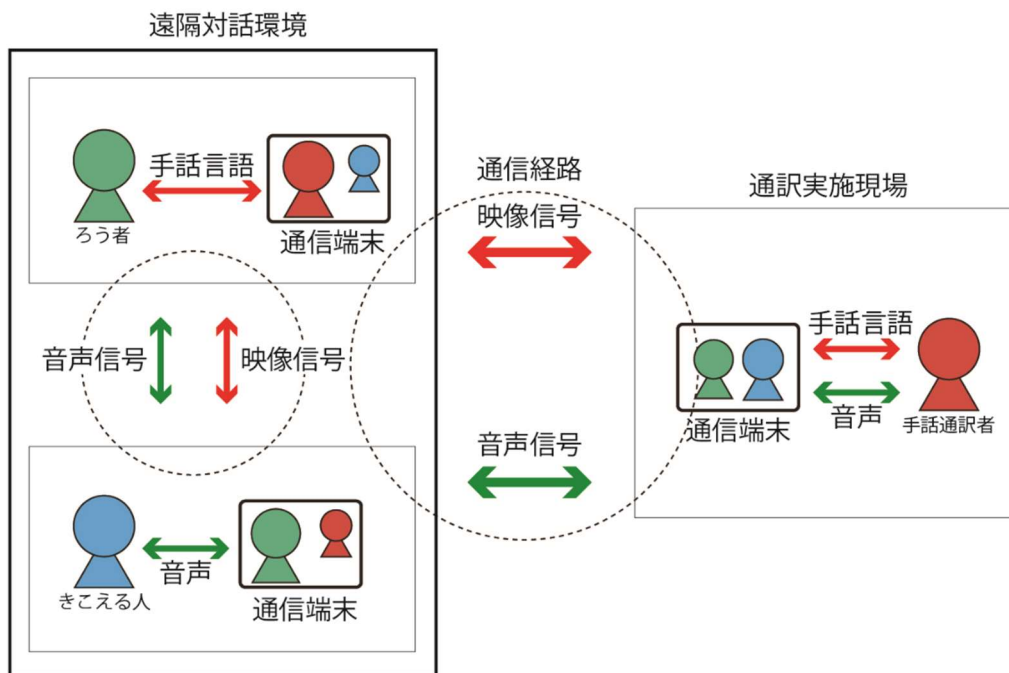 遠隔対話環境
手話言語
ろう者
通信端末
音声信号
映像信号
音声
きこえる人
通信端末
通信経路
映像信号
音声信号
通訳実施現場
手話言語
音声
通信端末
手話通訳者